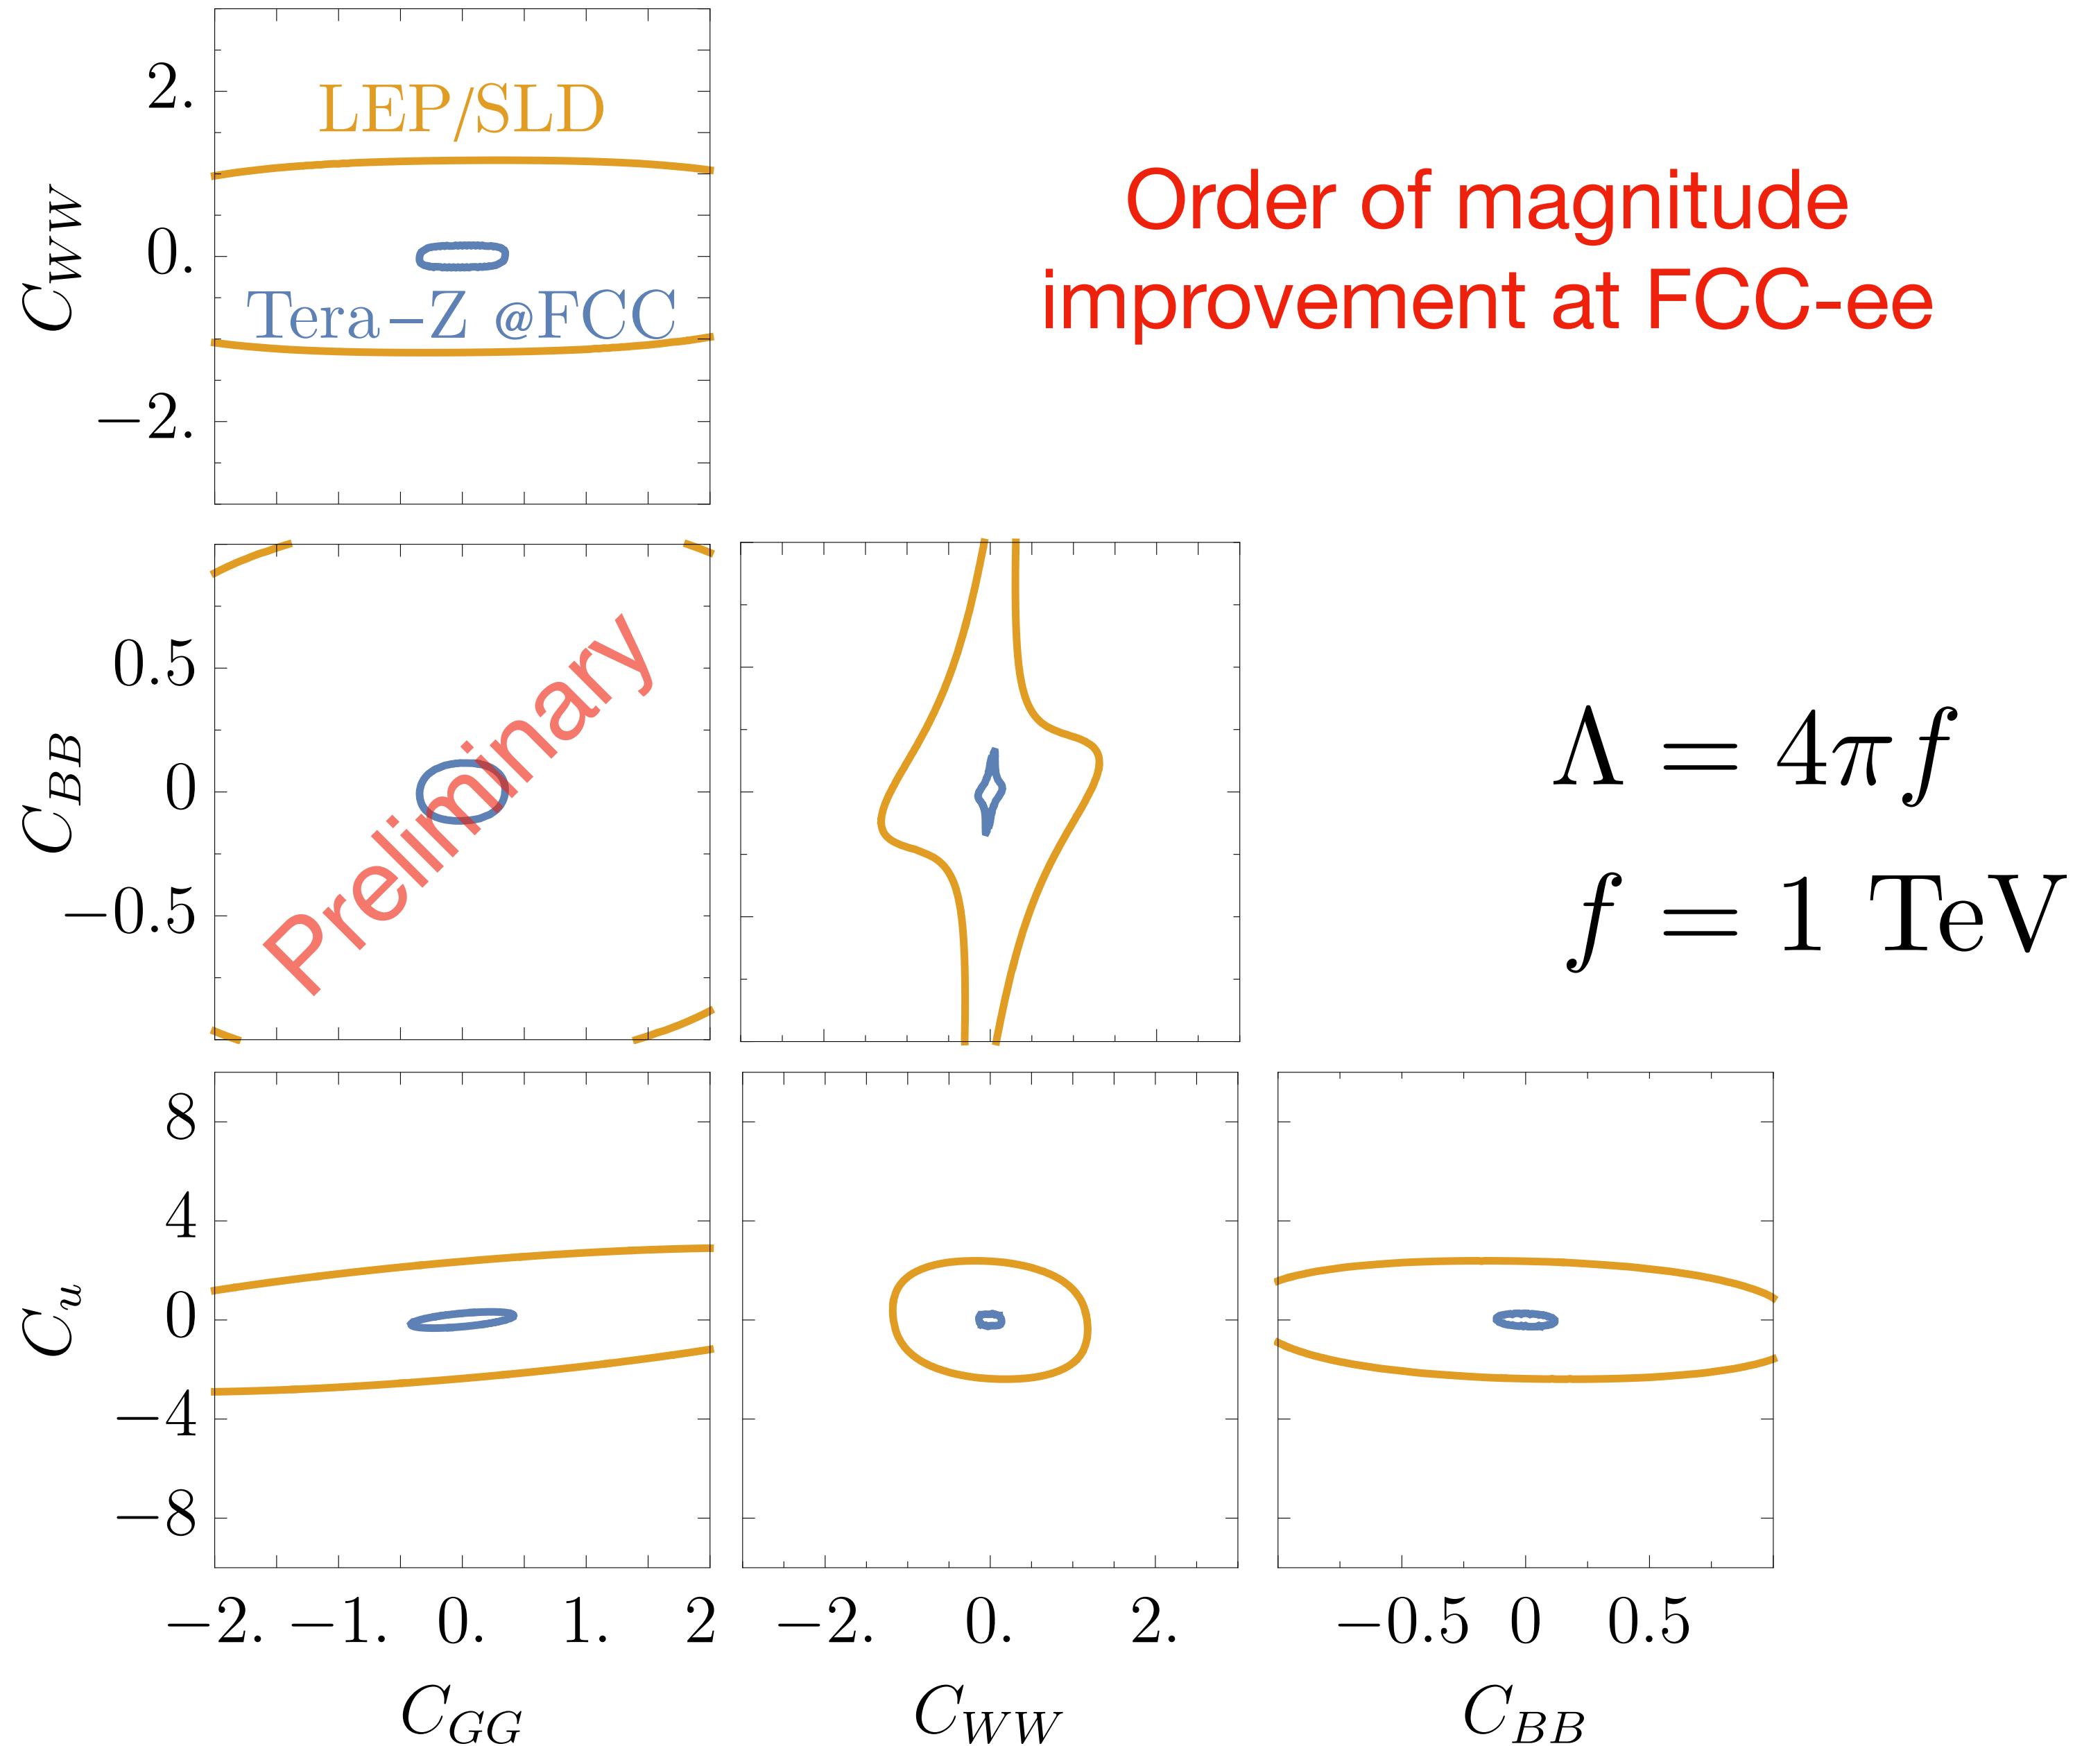 2.
LEP/SLD
0.
Tera-Z @FCC
−2.
C_WW
Order of magnitude
improvement at FCC-ee
0.5
0
−0.5
C_BB
Preliminary
Λ = 4πf
f = 1 TeV
8
4
0
−4
−8
C_u
−2. −1. 0. 1. 2
−2. 0. 2.
−0.5 0 0.5
C_GG
C_WW
C_BB